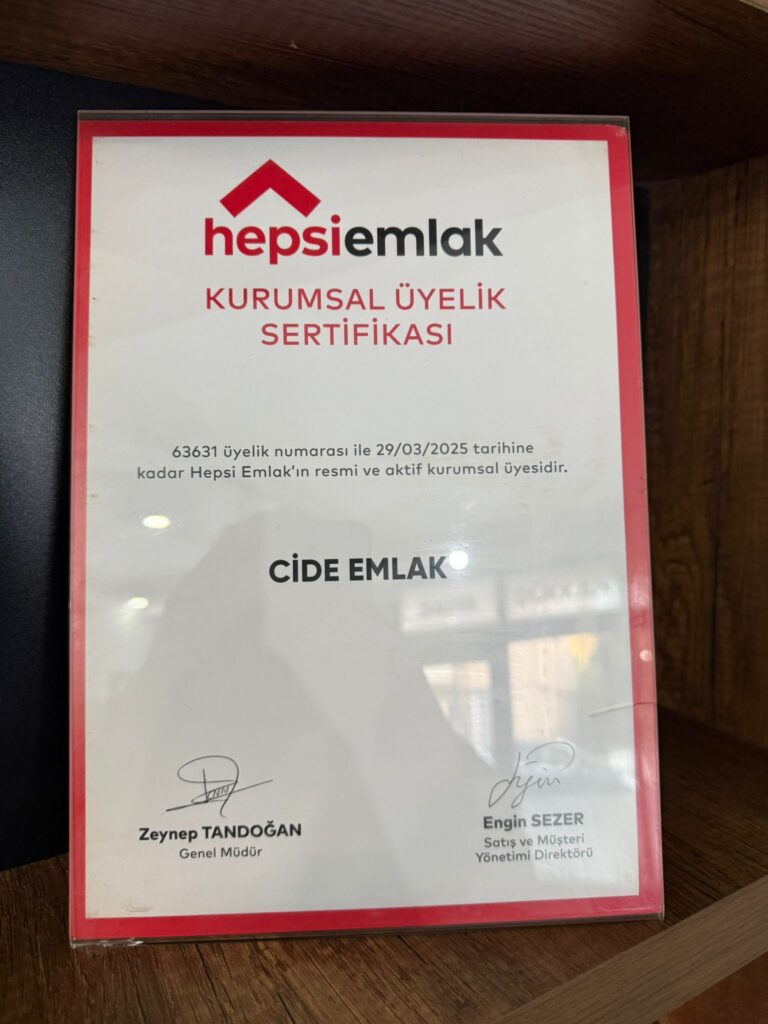 hepsiemlak
KURUMSAL ÜYELİK
SERTİFİKASI
63631 üyelik numarası ile 29/03/2025 tarihine
kadar Hepsi Emlak'ın resmi ve aktif kurumsal üyesidir.
CİDE EMLAK
Zeynep TANDOĞAN
Genel Müdür
Engin SEZER
Satış ve Müşteri
Yönetimi Direktörü